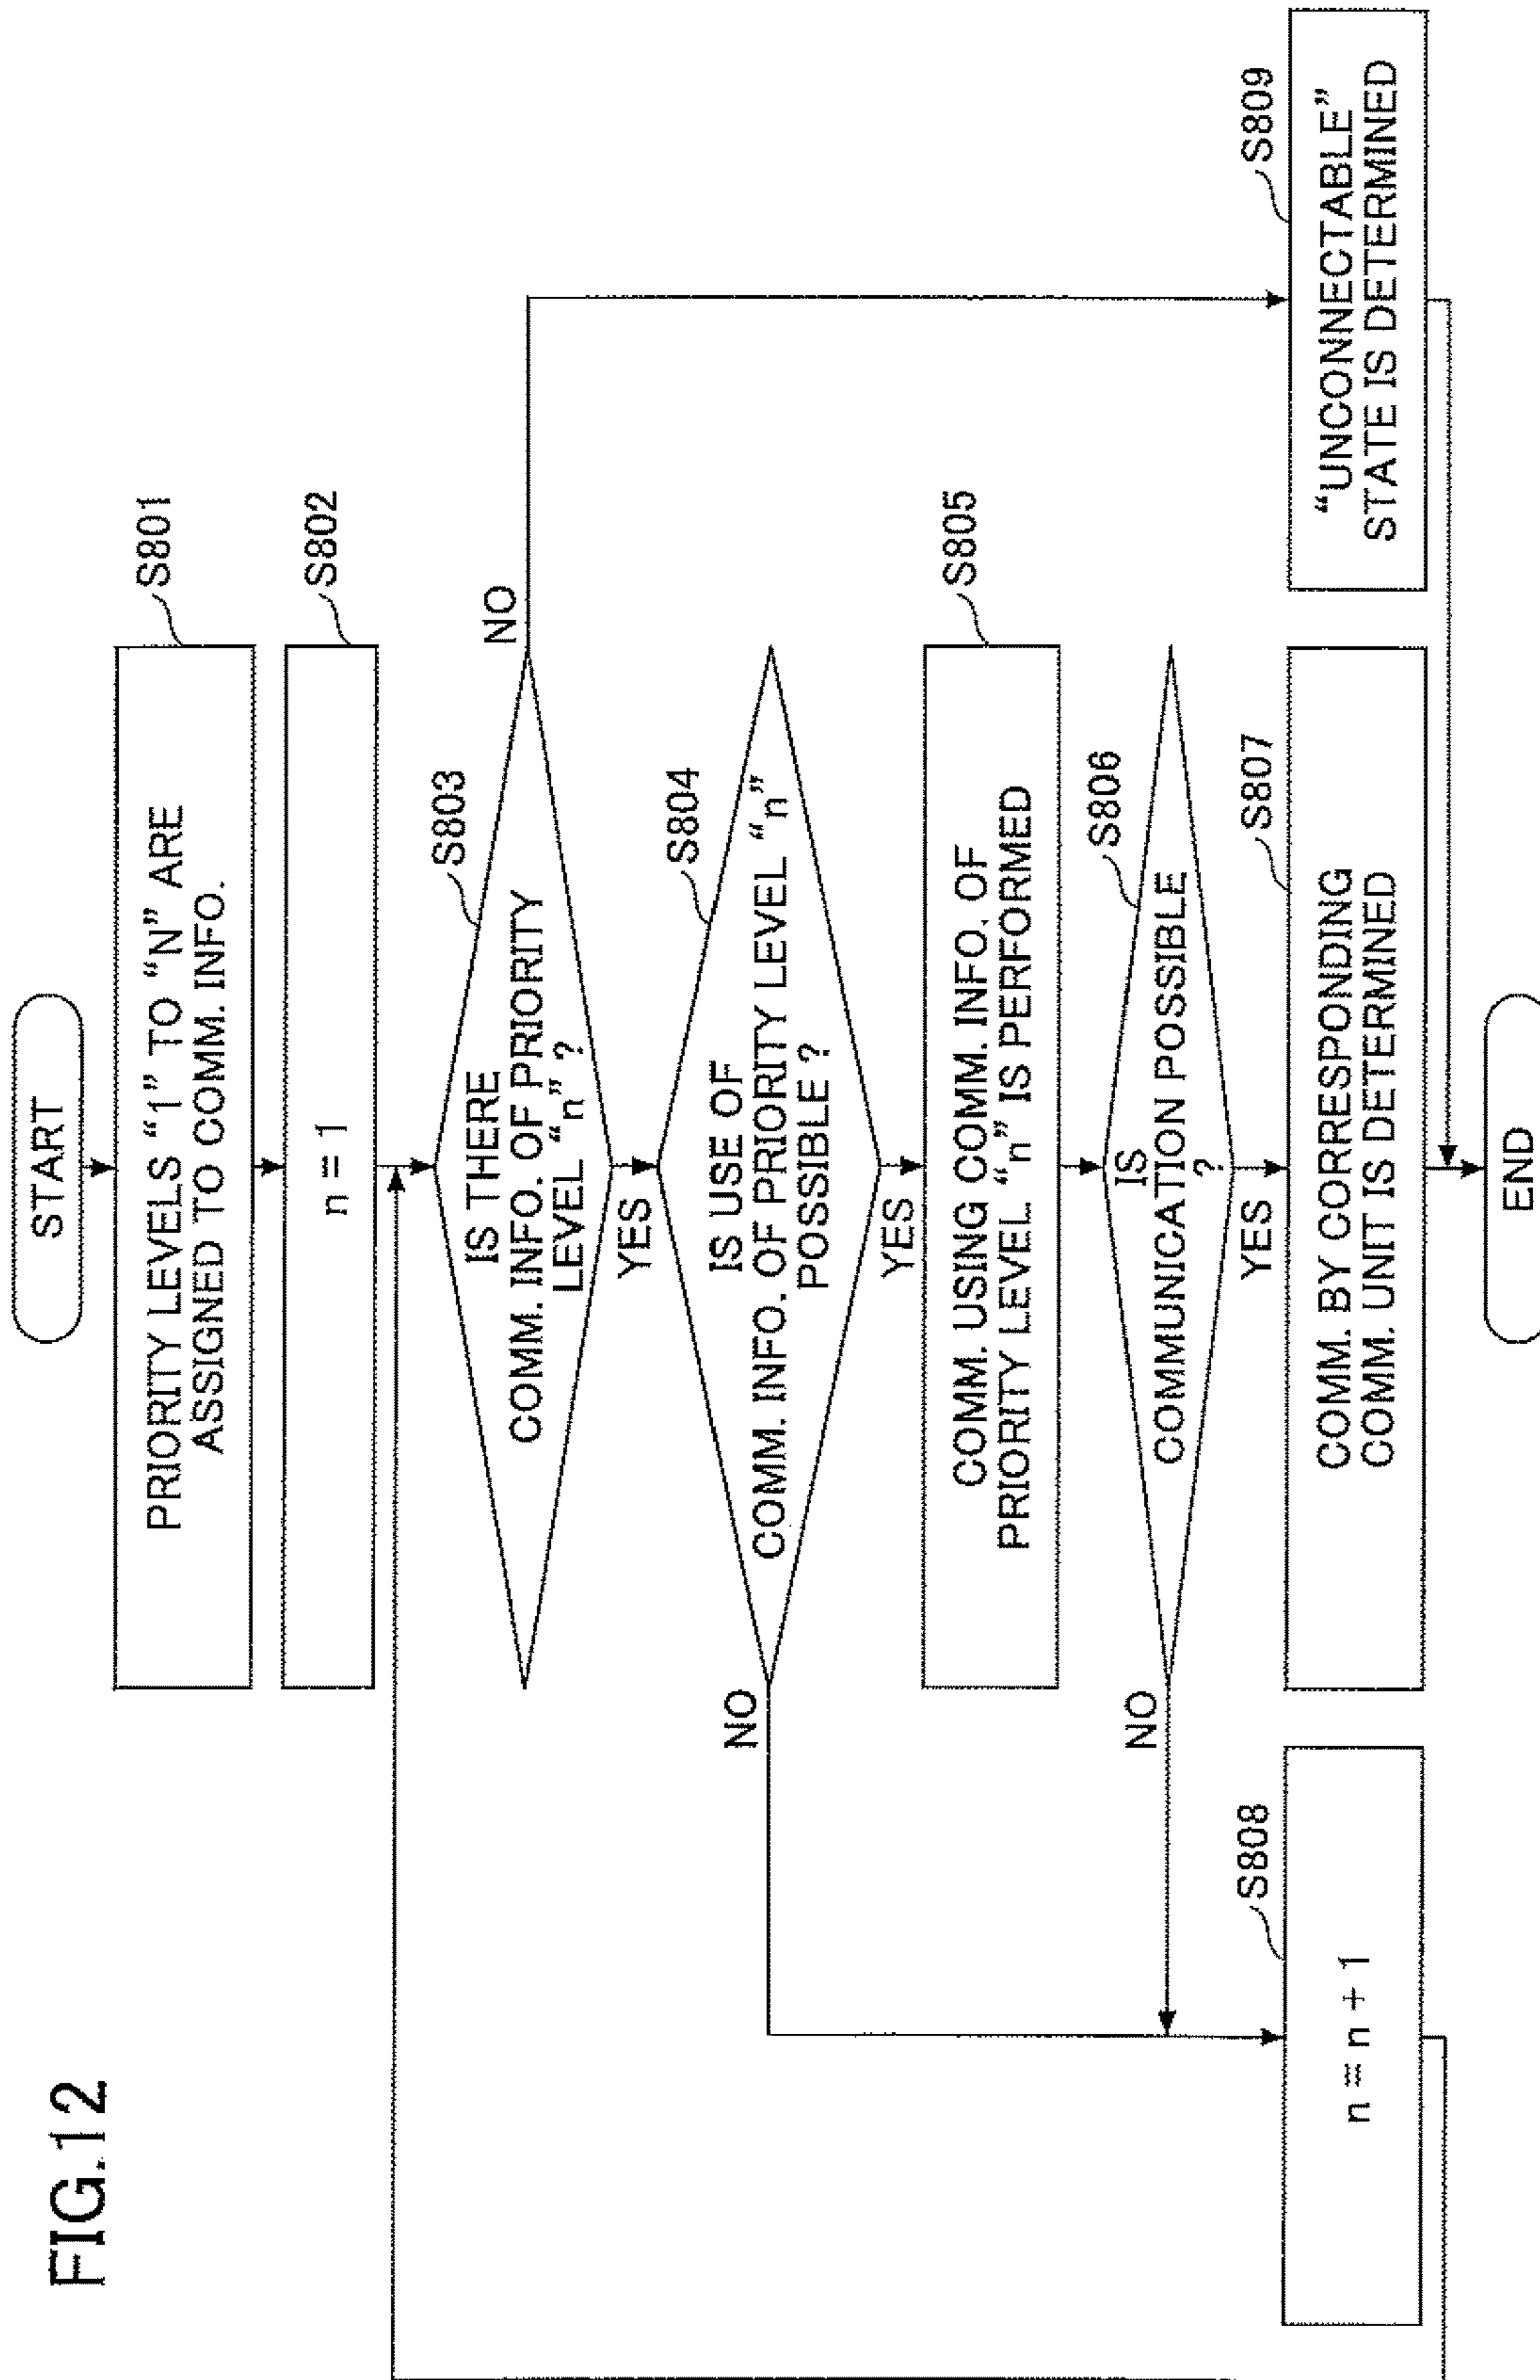 FIG.12
START
PRIORITY LEVELS “1” TO “N” ARE
ASSIGNED TO COMM. INFO.
S801
n = 1
S802
IS THERE
COMM. INFO. OF PRIORITY
LEVEL “n” ?
S803
NO
YES
IS USE OF
COMM. INFO. OF PRIORITY LEVEL “n”
POSSIBLE ?
S804
NO
YES
COMM. USING COMM. INFO. OF
PRIORITY LEVEL “n” IS PERFORMED
S805
IS
COMMUNICATION POSSIBLE
?
S806
NO
YES
COMM. BY CORRESPONDING
COMM. UNIT IS DETERMINED
S807
n = n + 1
S808
“UNCONNECTABLE”
STATE IS DETERMINED
S809
END